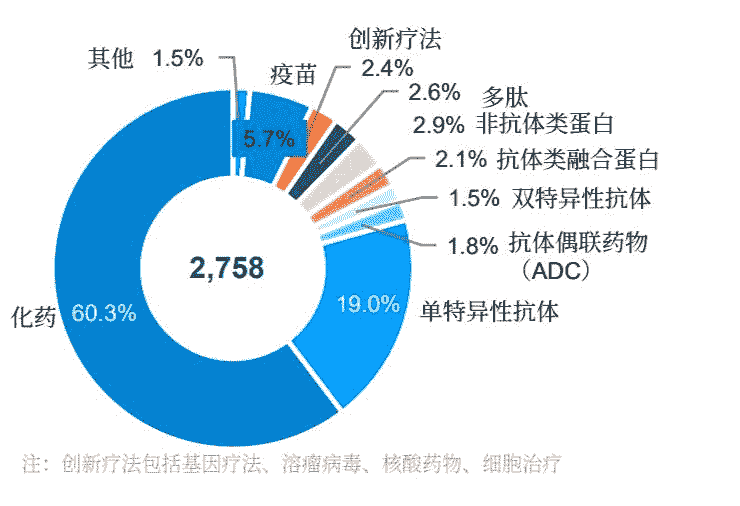 创新疗法
其他 1.5%
疫苗
2.4%
2.6% 多肽
5.7%
2.9% 非抗体类蛋白
2.1% 抗体类融合蛋白
1.5% 双特异性抗体
1.8% 抗体偶联药物
（ADC）
2,758
19.0%
单特异性抗体
化药 60.3%
注：创新疗法包括基因疗法、溶瘤病毒、核酸药物、细胞治疗